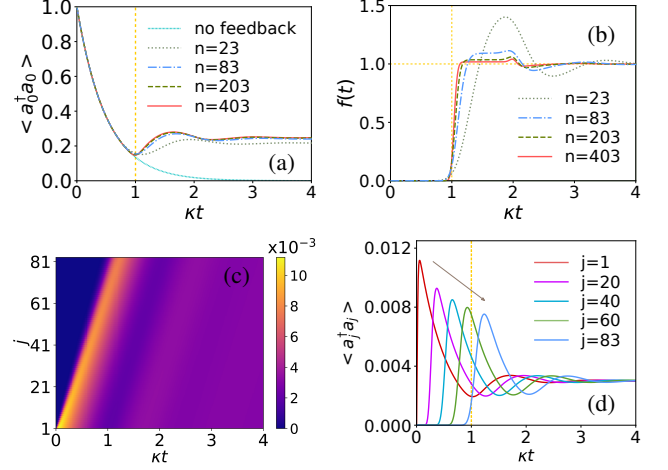 1.0
0.8
0.6
0.4
0.2
0.0
0 1 2 3 4
κt
< a₀†a₀ >
no feedback
n=23
n=83
n=203
n=403
(a)
1.5
1.0
0.5
0.0
0 1 2 3 4
κt
f(t)
(b)
n=23
n=83
n=203
n=403
81
61
41
21
1
j
0 1 2 3 4
κt
(c)
x10⁻³
10
8
6
4
2
0
0.012
0.008
0.004
0.000
0 1 2 3 4
κt
< aⱼ†aⱼ >
j=1
j=20
j=40
j=60
j=83
(d)